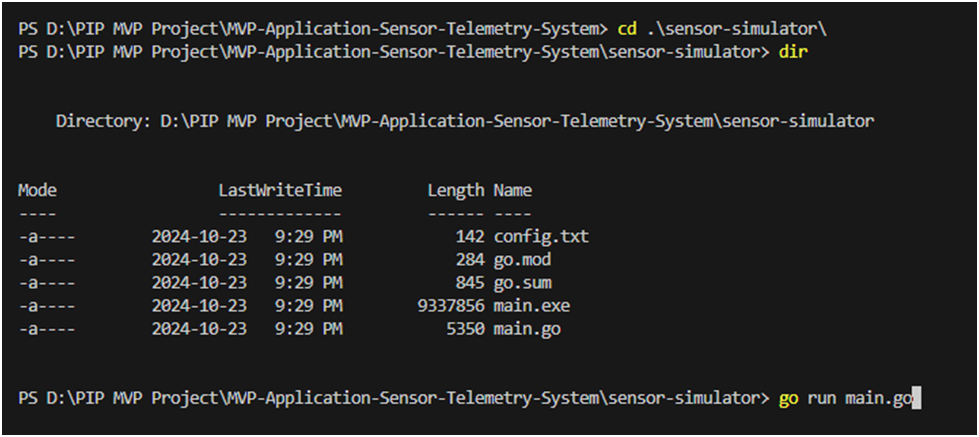 PS D:\PIP MVP Project\MVP-Application-Sensor-Telemetry-System> cd .\sensor-simulator\
PS D:\PIP MVP Project\MVP-Application-Sensor-Telemetry-System\sensor-simulator> dir
Directory: D:\PIP MVP Project\MVP-Application-Sensor-Telemetry-System\sensor-simulator
Mode LastWriteTime Length Name
---- ------------- ------ ----
-a---- 2024-10-23 9:29 PM 142 config.txt
-a---- 2024-10-23 9:29 PM 284 go.mod
-a---- 2024-10-23 9:29 PM 845 go.sum
-a---- 2024-10-23 9:29 PM 9337856 main.exe
-a---- 2024-10-23 9:29 PM 5350 main.go
PS D:\PIP MVP Project\MVP-Application-Sensor-Telemetry-System\sensor-simulator> go run main.go